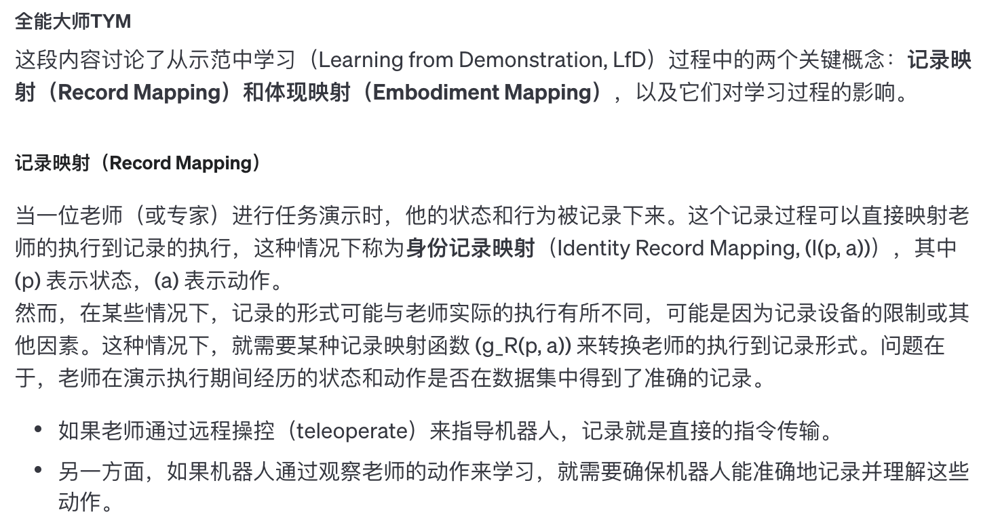 全能大师TYM
这段内容讨论了从示范中学习（Learning from Demonstration, LfD）过程中的两个关键概念：记录映
射（Record Mapping）和体现映射（Embodiment Mapping），以及它们对学习过程的影响。
记录映射（Record Mapping）
当一位老师（或专家）进行任务演示时，他的状态和行为被记录下来。这个记录过程可以直接映射老
师的执行到记录的执行，这种情况下称为身份记录映射（Identity Record Mapping, (I(p, a))），其中
(p) 表示状态，(a) 表示动作。
然而，在某些情况下，记录的形式可能与老师实际的执行有所不同，可能是因为记录设备的限制或其
他因素。这种情况下，就需要某种记录映射函数 (g_R(p, a)) 来转换老师的执行到记录形式。问题在
于，老师在演示执行期间经历的状态和动作是否在数据集中得到了准确的记录。
• 如果老师通过远程操控（teleoperate）来指导机器人，记录就是直接的指令传输。
• 另一方面，如果机器人通过观察老师的动作来学习，就需要确保机器人能准确地记录并理解这些
动作。